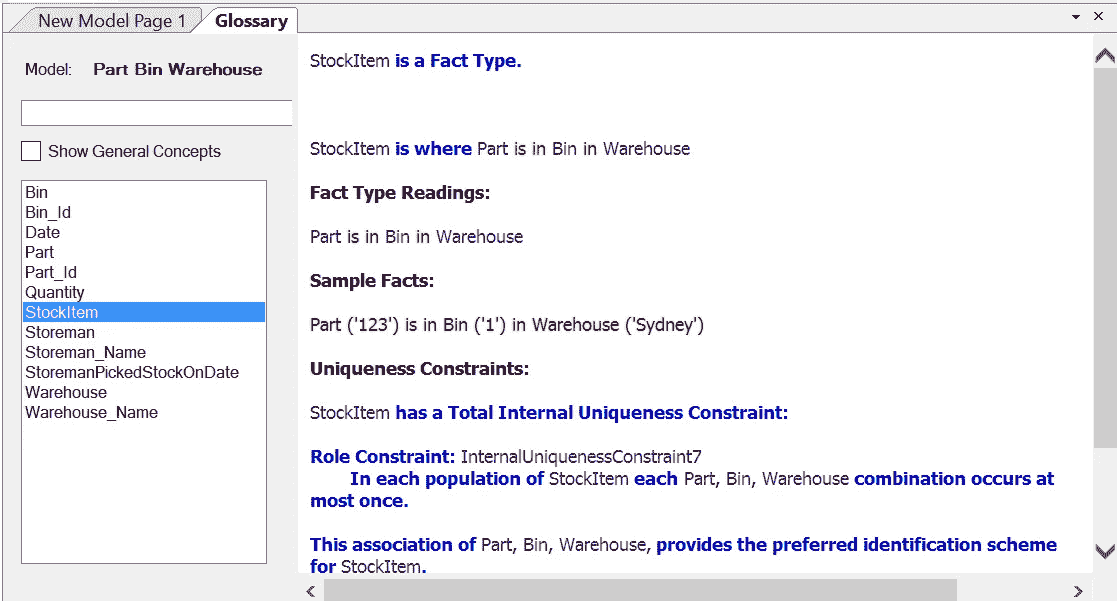 New Model Page 1
Glossary
Model: Part Bin Warehouse
Show General Concepts
Bin
Bin_Id
Date
Part
Part_Id
Quantity
StockItem
Storeman
Storeman_Name
StoremanPickedStockOnDate
Warehouse
Warehouse_Name
StockItem is a Fact Type.
StockItem is where Part is in Bin in Warehouse
Fact Type Readings:
Part is in Bin in Warehouse
Sample Facts:
Part ('123') is in Bin ('1') in Warehouse ('Sydney')
Uniqueness Constraints:
StockItem has a Total Internal Uniqueness Constraint:
Role Constraint: InternalUniquenessConstraint7
In each population of StockItem each Part, Bin, Warehouse combination occurs at
most once.
This association of Part, Bin, Warehouse, provides the preferred identification scheme
for StockItem.